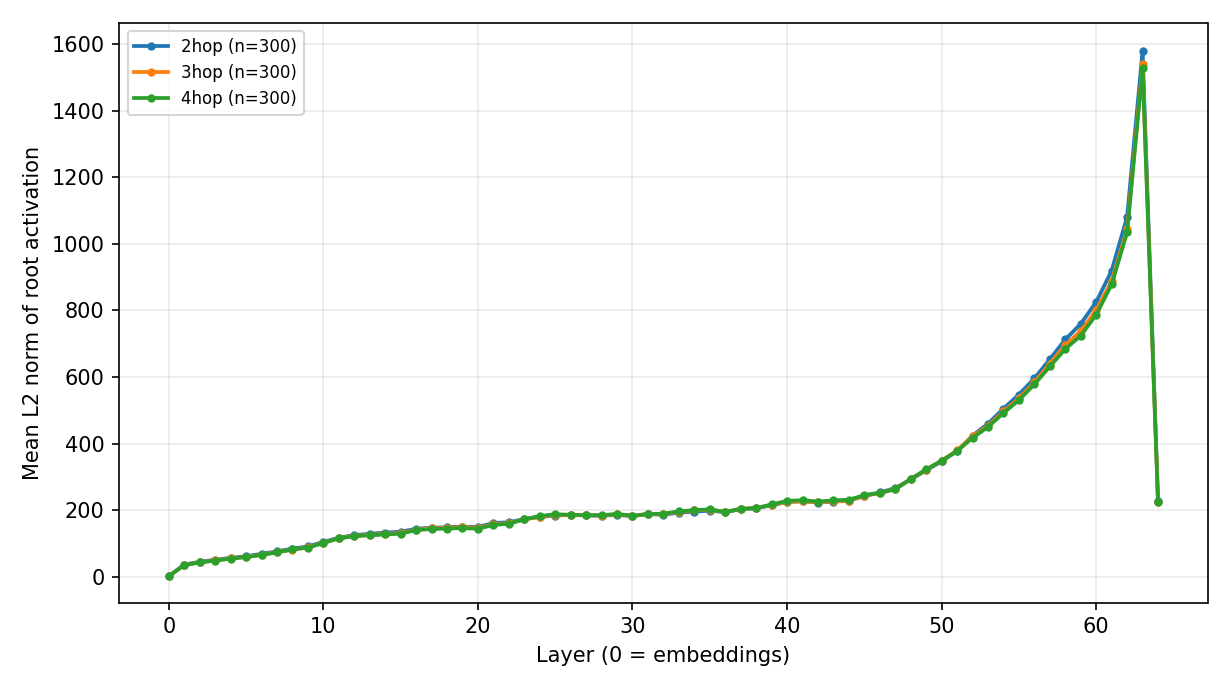 1600
1400
1200
1000
800
600
400
200
0
Mean L2 norm of root activation
2hop (n=300)
3hop (n=300)
4hop (n=300)
0 10 20 30 40 50 60
Layer (0 = embeddings)